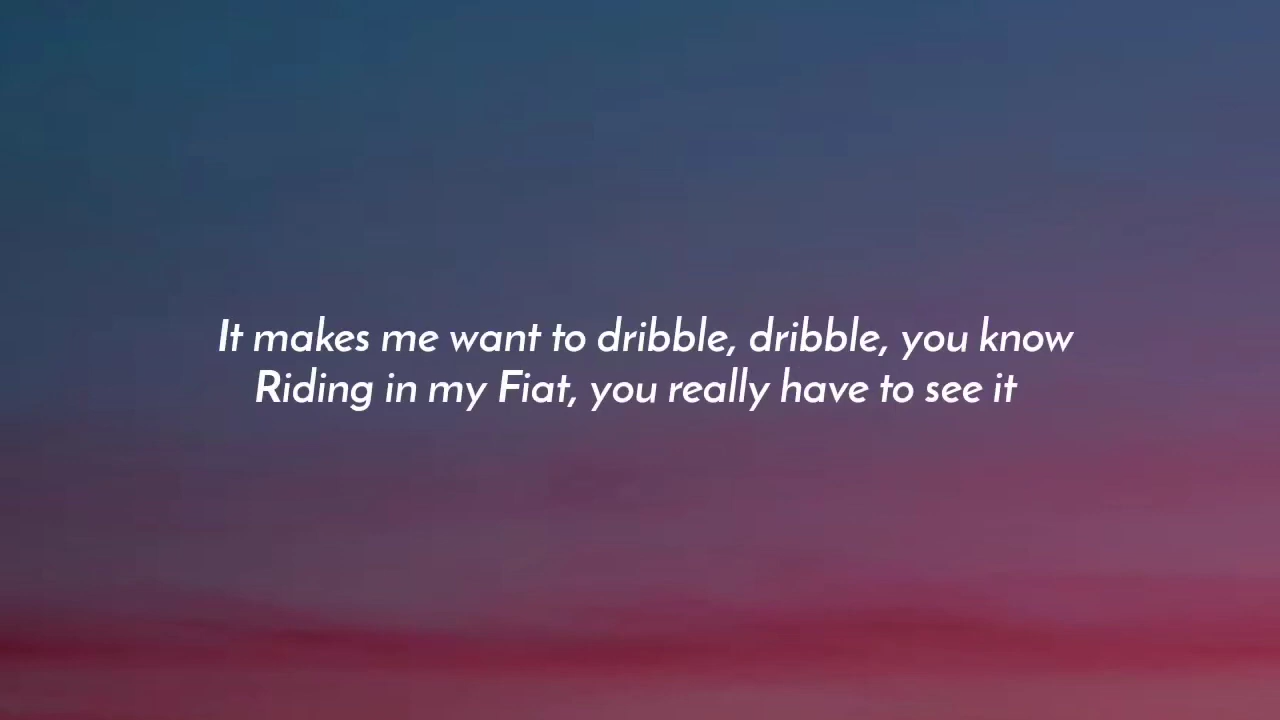 It makes me want to dribble, dribble, you know
Riding in my Fiat, you really have to see it